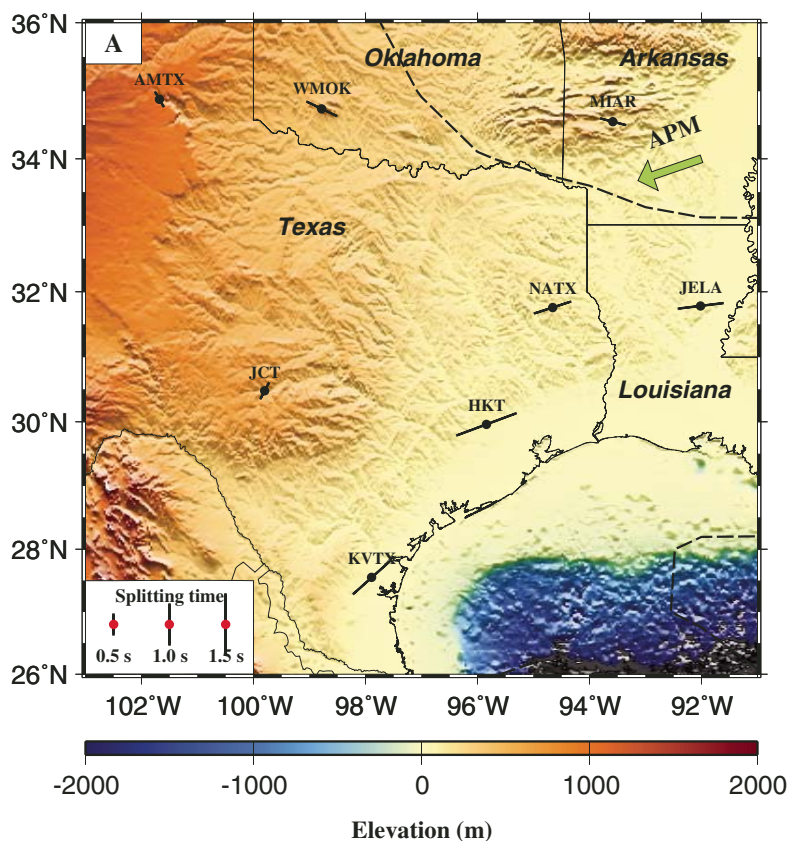 A
36°N
34°N
32°N
30°N
28°N
26°N
Oklahoma
Arkansas
AMTX
WMOK
MIAR
APM
Texas
NATX
JELA
JCT
HKT
Louisiana
KVTX
Splitting time
0.5 s 1.0 s 1.5 s
102°W 100°W 98°W 96°W 94°W 92°W
-2000 -1000 0 1000 2000
Elevation (m)